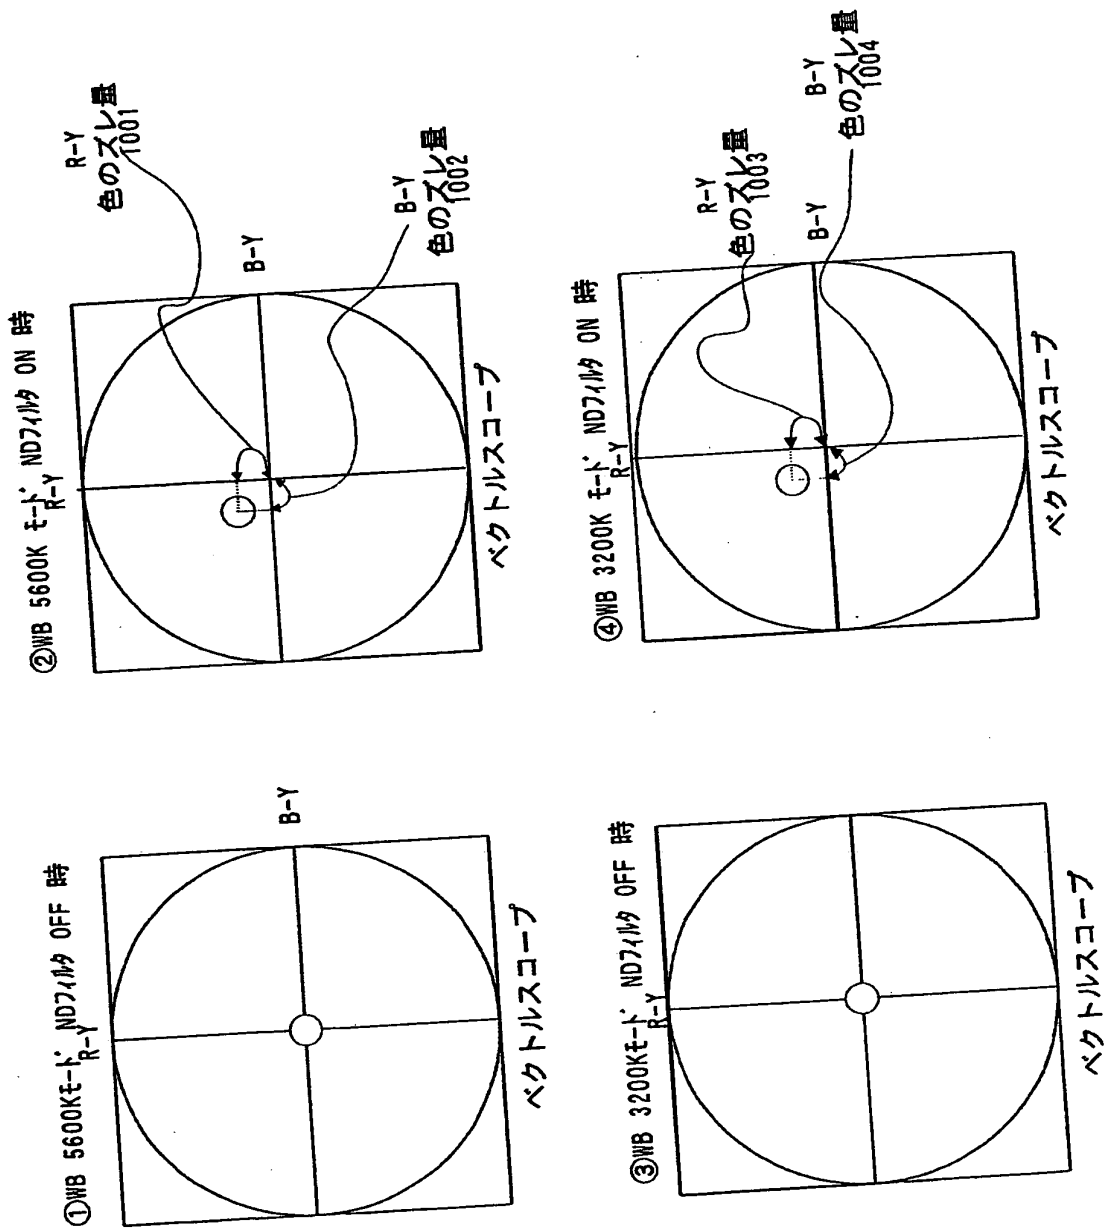 ①WB 5600Kﾓｰﾄﾞ NDﾌｨﾙﾀ OFF 時
R-Y
B-Y
ベクトルスコープ
②WB 5600K ﾓｰﾄﾞ NDﾌｨﾙﾀ ON 時
R-Y
B-Y
R-Y
色のズレ量
1001
B-Y
色のズレ量
1002
ベクトルスコープ
③WB 3200Kﾓｰﾄﾞ NDﾌｨﾙﾀ OFF 時
R-Y
ベクトルスコープ
④WB 3200K ﾓｰﾄﾞ NDﾌｨﾙﾀ ON 時
R-Y
B-Y
R-Y
色のズレ量
1003
B-Y
色のズレ量
1004
ベクトルスコープ